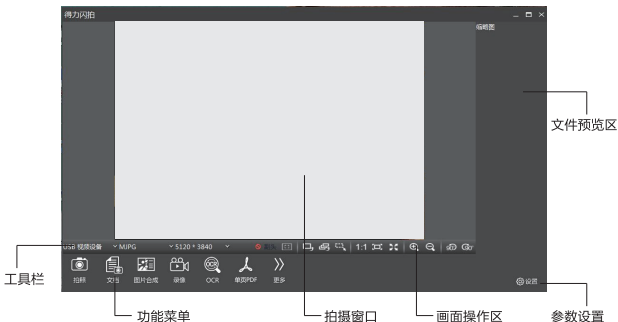 得力闪拍
缩略图
文件预览区
USB 视频设备 MJPG 5120 * 3840 1:1
工具栏
拍照 文档 图片合成 录像 OCR 单页PDF 更多
设置
功能菜单 拍摄窗口 画面操作区 参数设置